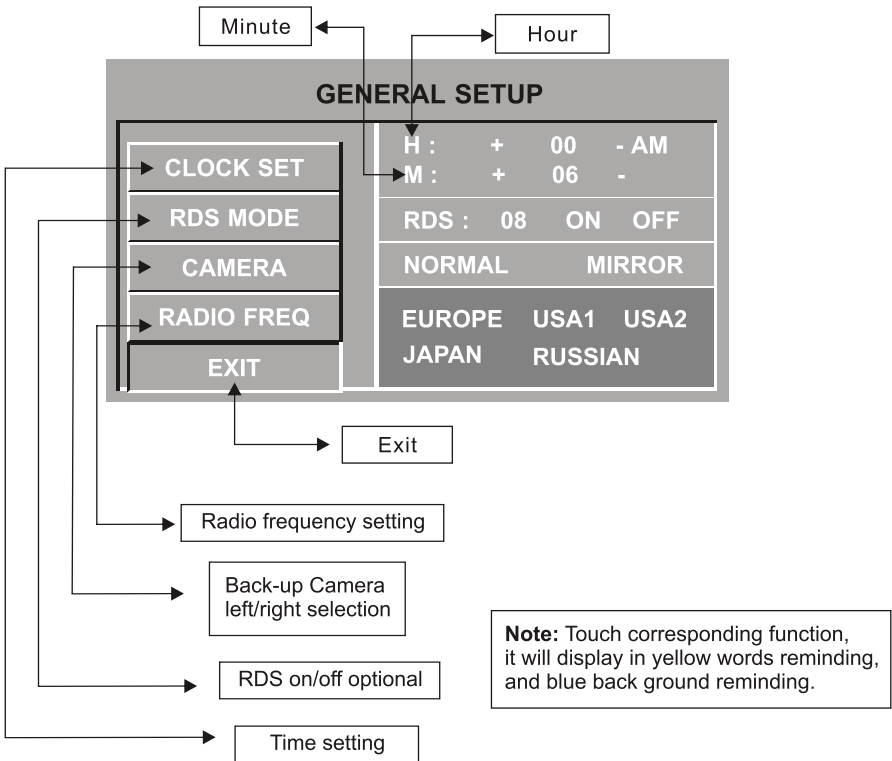 Minute
Hour
GENERAL SETUP
CLOCK SET
RDS MODE
CAMERA
RADIO FREQ
EXIT
H : + 00 - AM
M : + 06 -
RDS : 08 ON OFF
NORMAL MIRROR
EUROPE USA1 USA2
JAPAN RUSSIAN
Exit
Radio frequency setting
Back-up Camera
left/right selection
RDS on/off optional
Time setting
Note: Touch corresponding function,
it will display in yellow words reminding,
and blue back ground reminding.